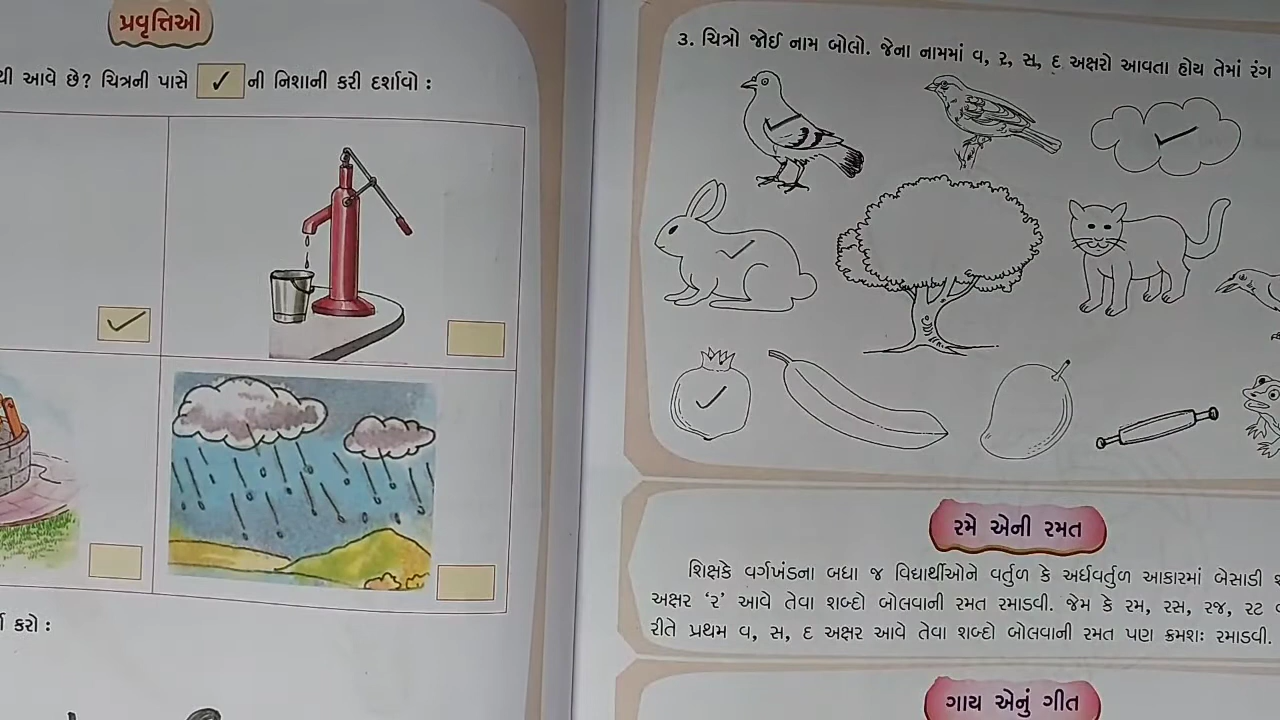 પ્રવૃત્તિઓ
આવે છે? ચિત્રની પાસે ✓ ની નિશાની કરી દર્શાવો :
કરો :
૩. ચિત્રો જોઈ નામ બોલો. જેના નામમાં વ, ર, સ, દ અક્ષરો આવતા હોય તેમાં રંગ
રમે એની રમત
શિક્ષકે વર્ગખંડના બધા જ વિદ્યાર્થીઓને વર્તુળ કે અર્ધવર્તુળ આકારમાં બેસાડી
અક્ષર ‘ર’ આવે તેવા શબ્દો બોલવાની રમત રમાડવી. જેમ કે રમ, રસ, રજ, રટ
રીતે પ્રથમ વ, સ, દ અક્ષર આવે તેવા શબ્દો બોલવાની રમત પણ ક્રમશઃ રમાડવી.
ગાય એનું ગીત